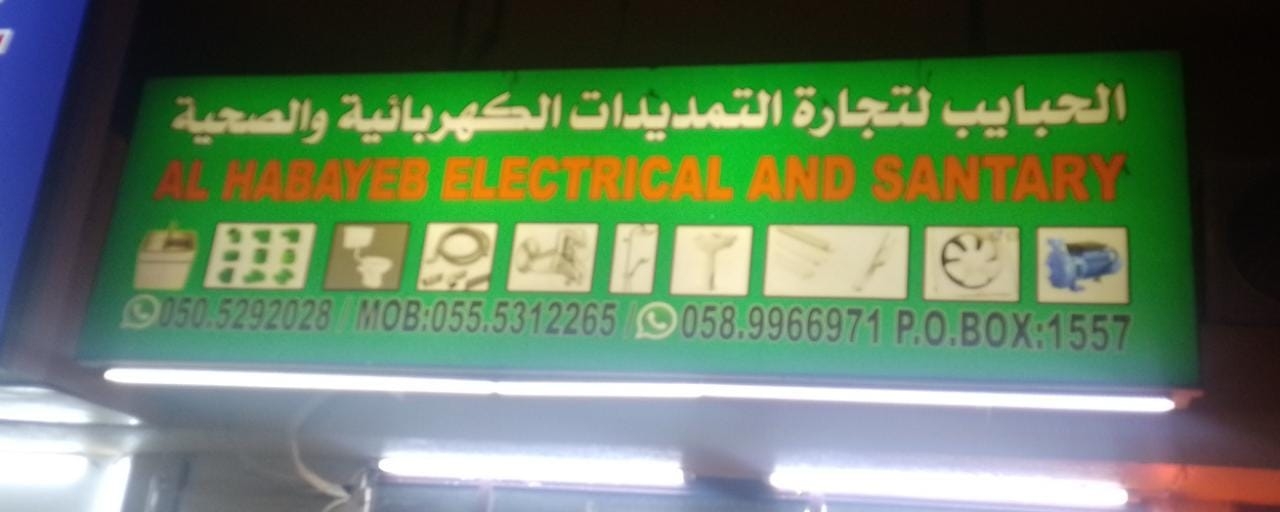 الحبايب لتجارة التمديدات الكهربائية والصحية
AL HABAYEB ELECTRICAL AND SANTARY
050.5292028 / MOB:055.5312265 / 058.9966971 P.O.BOX:1557